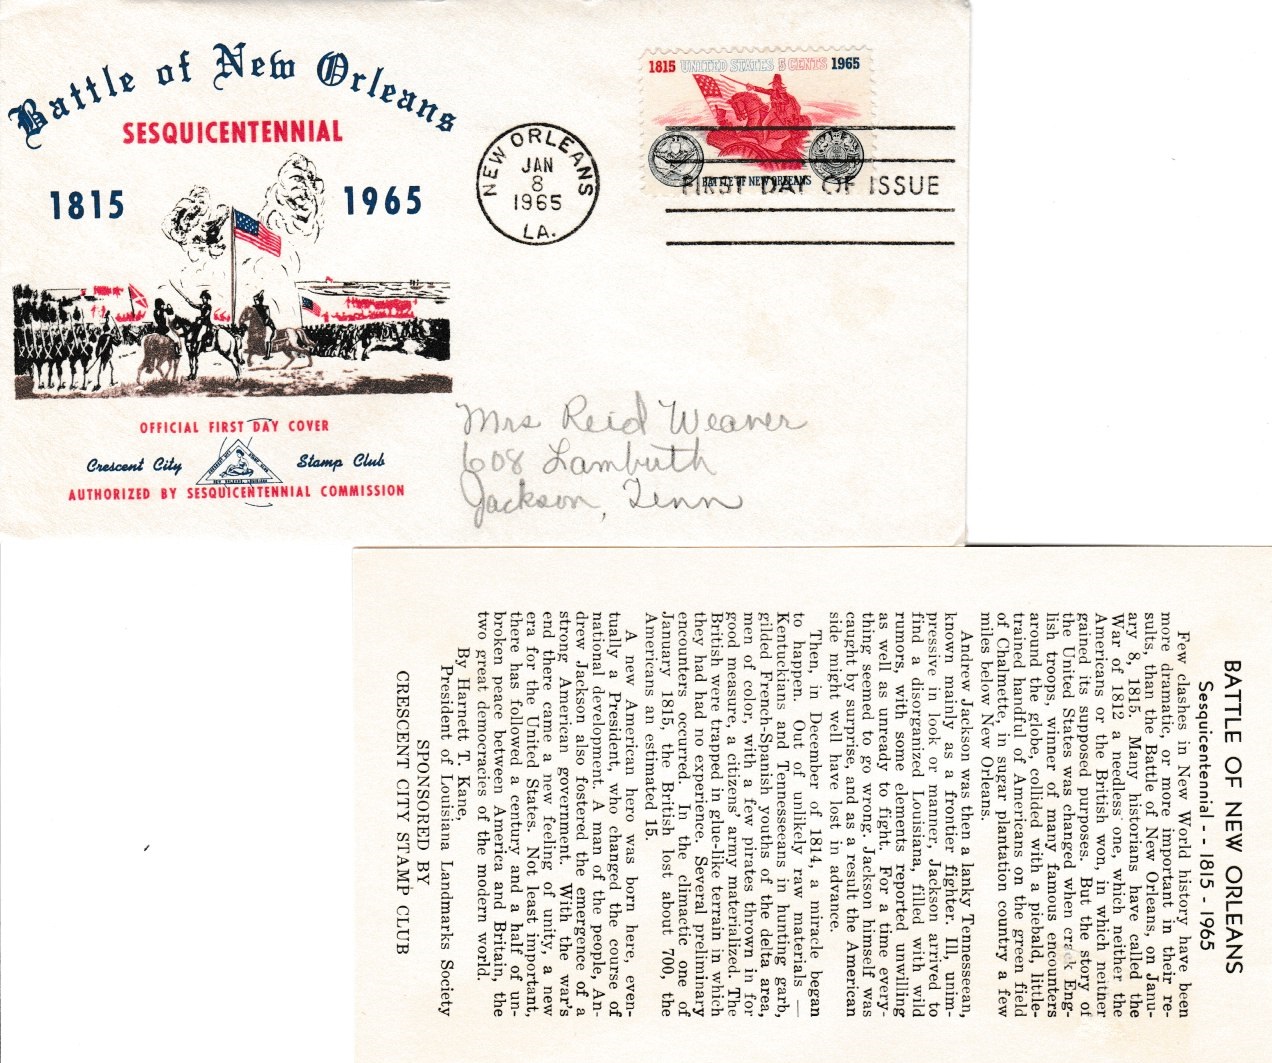 Battle of New Orleans
SESQUICENTENNIAL
1815 1965
OFFICIAL FIRST DAY COVER
Crescent City Stamp Club
NEW ORLEANS, LOUISIANA
AUTHORIZED BY SESQUICENTENNIAL COMMISSION
NEW ORLEANS
JAN
8
1965
LA.
1815 UNITED STATES 5 CENTS 1965
BATTLE OF NEW ORLEANS
FIRST DAY OF ISSUE
Mrs Reid Weaver
608 Lambuth
Jackson, Tenn
BATTLE OF NEW ORLEANS
Sesquicentennial - - 1815 - 1965
Few clashes in New World history have been
more dramatic, or more important in their re-
sults, than the Battle of New Orleans, on Janu-
ary 8, 1815. Many historians have called the
War of 1812 a needless one, which neither the
Americans or the British won, in which neither
gained its supposed purposes. But the story of
the United States was changed when crack Eng-
lish troops, winner of many famous encounters
around the globe, collided with a piebald, little-
trained handful of Americans on the green field
of Chalmette, in sugar plantation country a few
miles below New Orleans.
Andrew Jackson was then a lanky Tennesseean,
known mainly as a frontier fighter. Ill, unim-
pressive in look or manner, Jackson arrived to
find a disorganized Louisiana, filled with wild
rumors, with some elements reported unwilling
as well as unready to fight. For a time every-
thing seemed to go wrong. Jackson himself was
caught by surprise, and as a result the American
side might well have lost in advance.
Then, in December of 1814, a miracle began
to happen. Out of unlikely raw materials —
Kentuckians and Tennesseeans in hunting garb,
gilded French-Spanish youths of the delta area,
men of color, with a few pirates thrown in for
good measure, a citizens' army materialized. The
British were trapped in glue-like terrain in which
they had had no experience. Several preliminary
encounters occurred. In the climactic one of
January 1815, the British lost about 700, the
Americans an estimated 15.
A new American hero was born here, even-
tually a President, who changed the course of
national development. A man of the people, An-
drew Jackson also fostered the emergence of a
strong American government. With the war's
end there came a new feeling of unity, a new
era for the United States. Not least important,
there has followed a century and a half of un-
broken peace between America and Britain, the
two great democracies of the modern world.
By Harnett T. Kane,
President of Louisiana Landmarks Society
SPONSORED BY
CRESCENT CITY STAMP CLUB